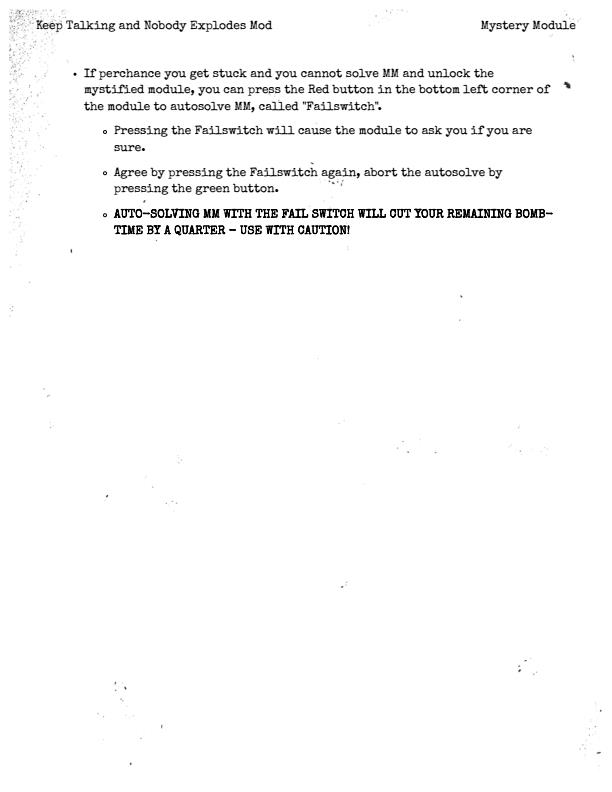 Keep Talking and Nobody Explodes Mod
Mystery Module
• If perchance you get stuck and you cannot solve MM and unlock the
mystified module, you can press the Red button in the bottom left corner of
the module to autosolve MM, called "Failswitch".
◦ Pressing the Failswitch will cause the module to ask you if you are
sure.
◦ Agree by pressing the Failswitch again, abort the autosolve by
pressing the green button.
◦ AUTO-SOLVING MM WITH THE FAIL SWITCH WILL CUT YOUR REMAINING BOMB-
TIME BY A QUARTER - USE WITH CAUTION!